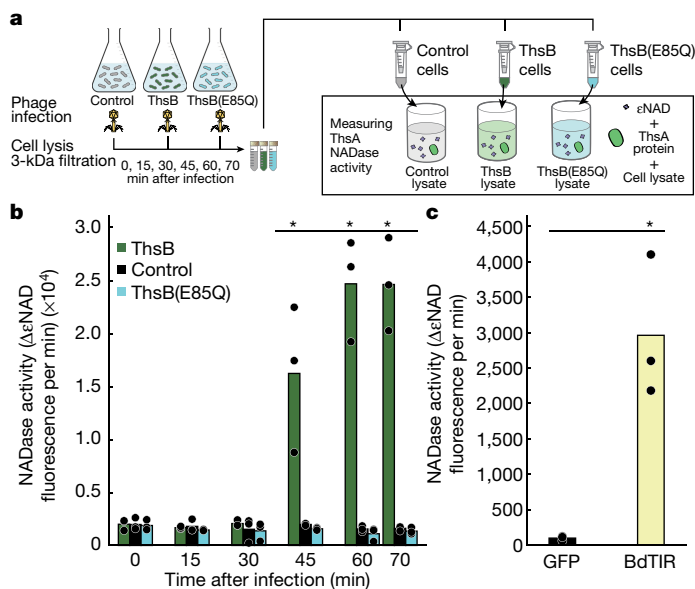 a
Control ThsB ThsB(E85Q)
Phage
infection
Cell lysis
3-kDa filtration
0, 15, 30, 45, 60, 70
min after infection
Control
cells
ThsB
cells
ThsB(E85Q)
cells
Measuring
ThsA
NADase
activity
Control
lysate
ThsB
lysate
ThsB(E85Q)
lysate
εNAD
+
ThsA
protein
+
Cell lysate
b
NADase activity (ΔεNAD
fluorescence per min) (×10⁴)
3.0
2.5
2.0
1.5
1.0
0.5
0
ThsB
Control
ThsB(E85Q)
* * *
0 15 30 45 60 70
Time after infection (min)
c
NADase activity (ΔεNAD
fluorescence per min)
4,500
4,000
3,500
3,000
2,500
2,000
1,500
1,000
500
0
*
GFP BdTIR